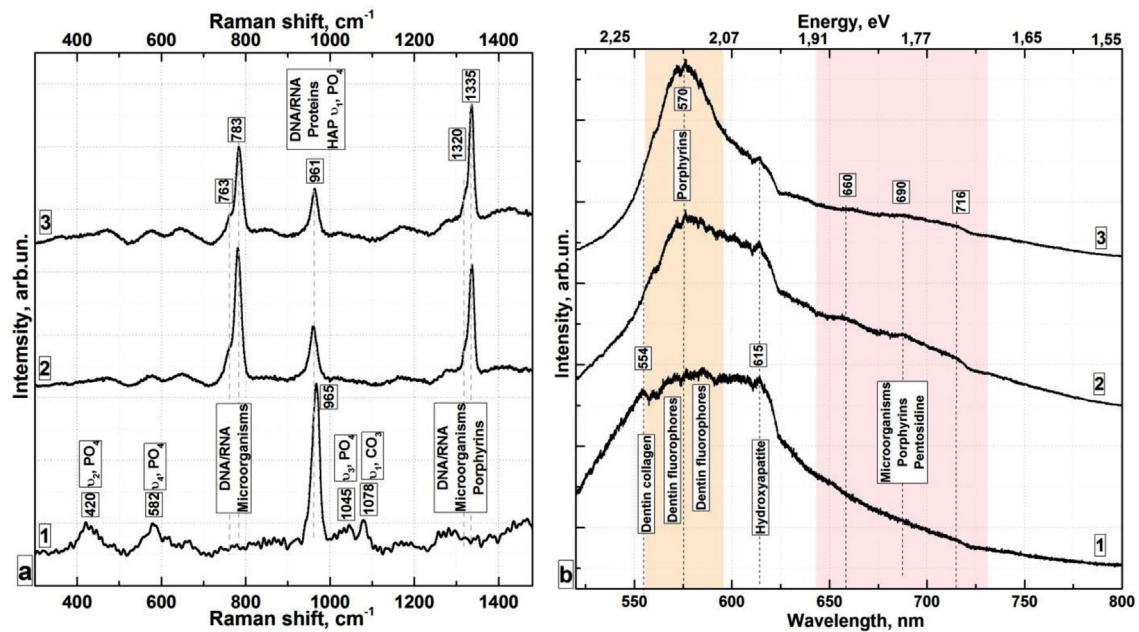 Raman shift, cm⁻¹
400 600 800 1000 1200 1400
Intemsity, arb.un.
DNA/RNA
Proteins
HAP υ₁, PO₄
763
783
961
1320
1335
3
2
965
DNA/RNA
Microorganisms
DNA/RNA
Microorganisms
Porphyrins
420 υ₂, PO₄
582 υ₄, PO₄
1045 υ₃, PO₄
1078 υ₁, CO₃
1
a
400 600 800 1000 1200 1400
Raman shift, cm⁻¹
Energy, eV
2,25 2,07 1,91 1,77 1,65 1,55
Intensity, arb.un.
570
Porphyrins
660
690
716
3
2
554
615
Dentin collagen
Dentin fluorophores
Dentin fluorophores
Hydroxyapatite
Microorganisms
Porphyrins
Pentosidine
1
b
550 600 650 700 750 800
Wavelength, nm